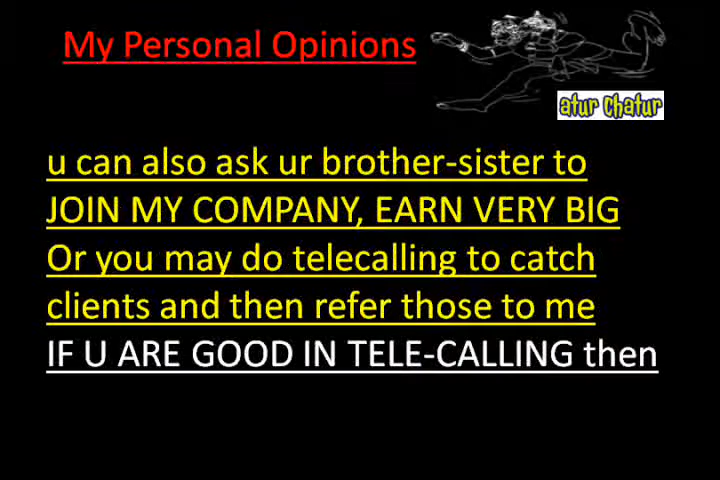 My Personal Opinions
atur Chatur
u can also ask ur brother-sister to
JOIN MY COMPANY, EARN VERY BIG
Or you may do telecalling to catch
clients and then refer those to me
IF U ARE GOOD IN TELE-CALLING then